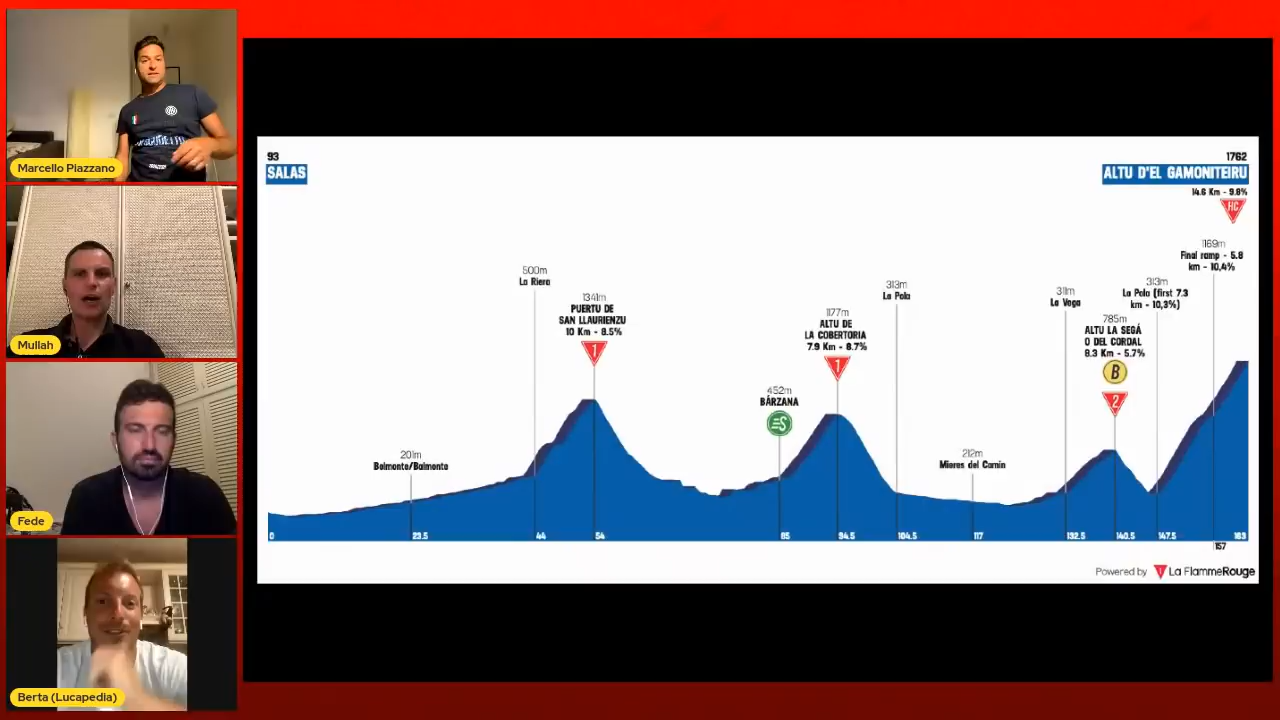 Marcello Piazzano
Mullah
Fede
Berta (Lucapedia)
93
SALAS
1762
ALTU D'EL GAMONITEIRU
14.6 Km - 9.8%
HC
1169m
Final ramp - 5.8
km - 10,4%
500m
La Riera
1341m
PUERTU DE
SAN LLAURIENZU
10 Km - 8.5%
1
1177m
ALTU DE
LA COBERTORIA
7.9 Km - 8.7%
1
313m
La Pola
311m
La Vega
313m
La Pola (first 7.3
km - 10,3%)
785m
ALTU LA SEGÁ
O DEL CORDAL
8.3 Km - 5.7%
B
2
452m
BÁRZANA
S
201m
Belmonte/Balmonte
212m
Mieres del Camín
0
23.5
44
54
85
94.5
104.5
117
132.5
140.5
147.5
163
157
Powered by
1
La FlammeRouge